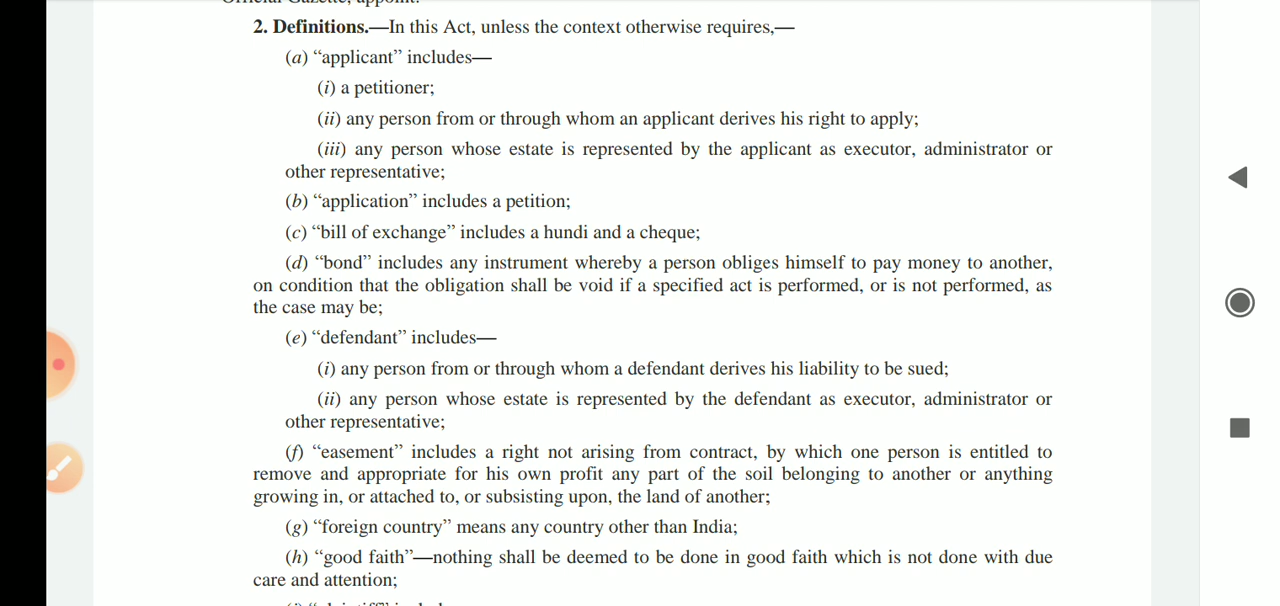 Official Gazette, appoint.
2. Definitions.—In this Act, unless the context otherwise requires,—
(a) “applicant” includes—
(i) a petitioner;
(ii) any person from or through whom an applicant derives his right to apply;
(iii) any person whose estate is represented by the applicant as executor, administrator or
other representative;
(b) “application” includes a petition;
(c) “bill of exchange” includes a hundi and a cheque;
(d) “bond” includes any instrument whereby a person obliges himself to pay money to another,
on condition that the obligation shall be void if a specified act is performed, or is not performed, as
the case may be;
(e) “defendant” includes—
(i) any person from or through whom a defendant derives his liability to be sued;
(ii) any person whose estate is represented by the defendant as executor, administrator or
other representative;
(f) “easement” includes a right not arising from contract, by which one person is entitled to
remove and appropriate for his own profit any part of the soil belonging to another or anything
growing in, or attached to, or subsisting upon, the land of another;
(g) “foreign country” means any country other than India;
(h) “good faith”—nothing shall be deemed to be done in good faith which is not done with due
care and attention;